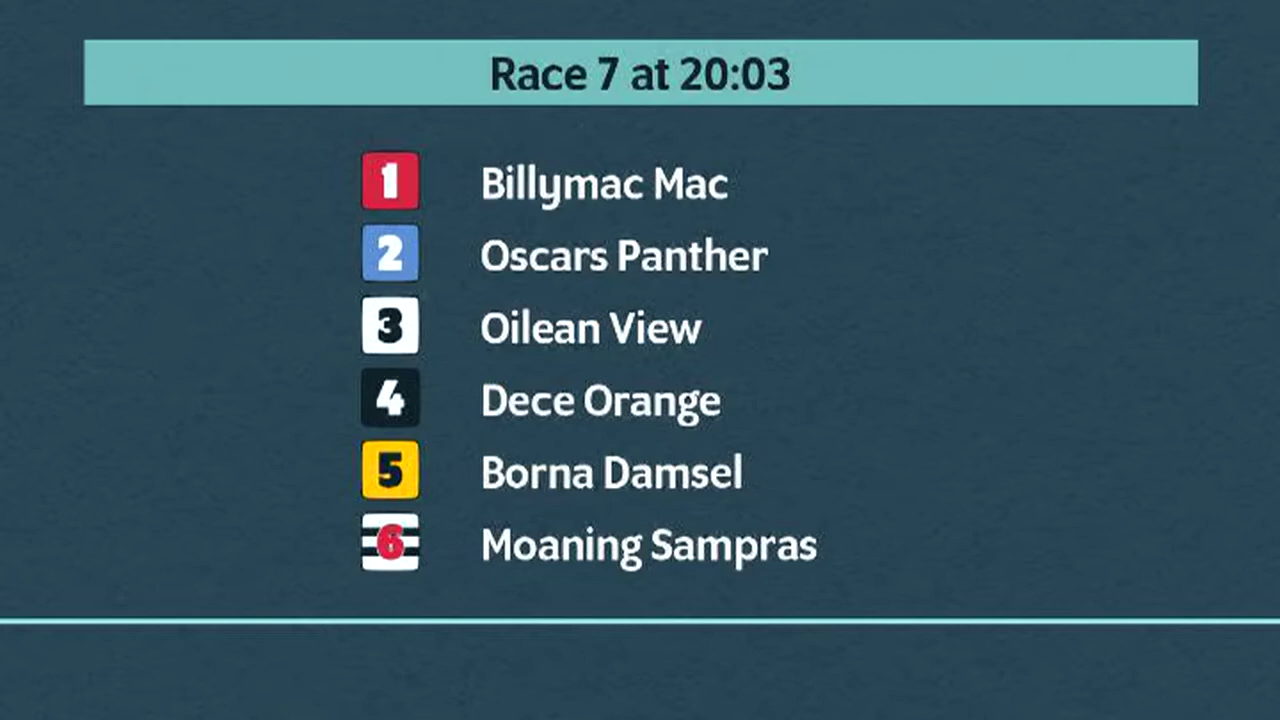 Race 7 at 20:03
1 Billymac Mac
2 Oscars Panther
3 Oilean View
4 Dece Orange
5 Borna Damsel
6 Moaning Sampras